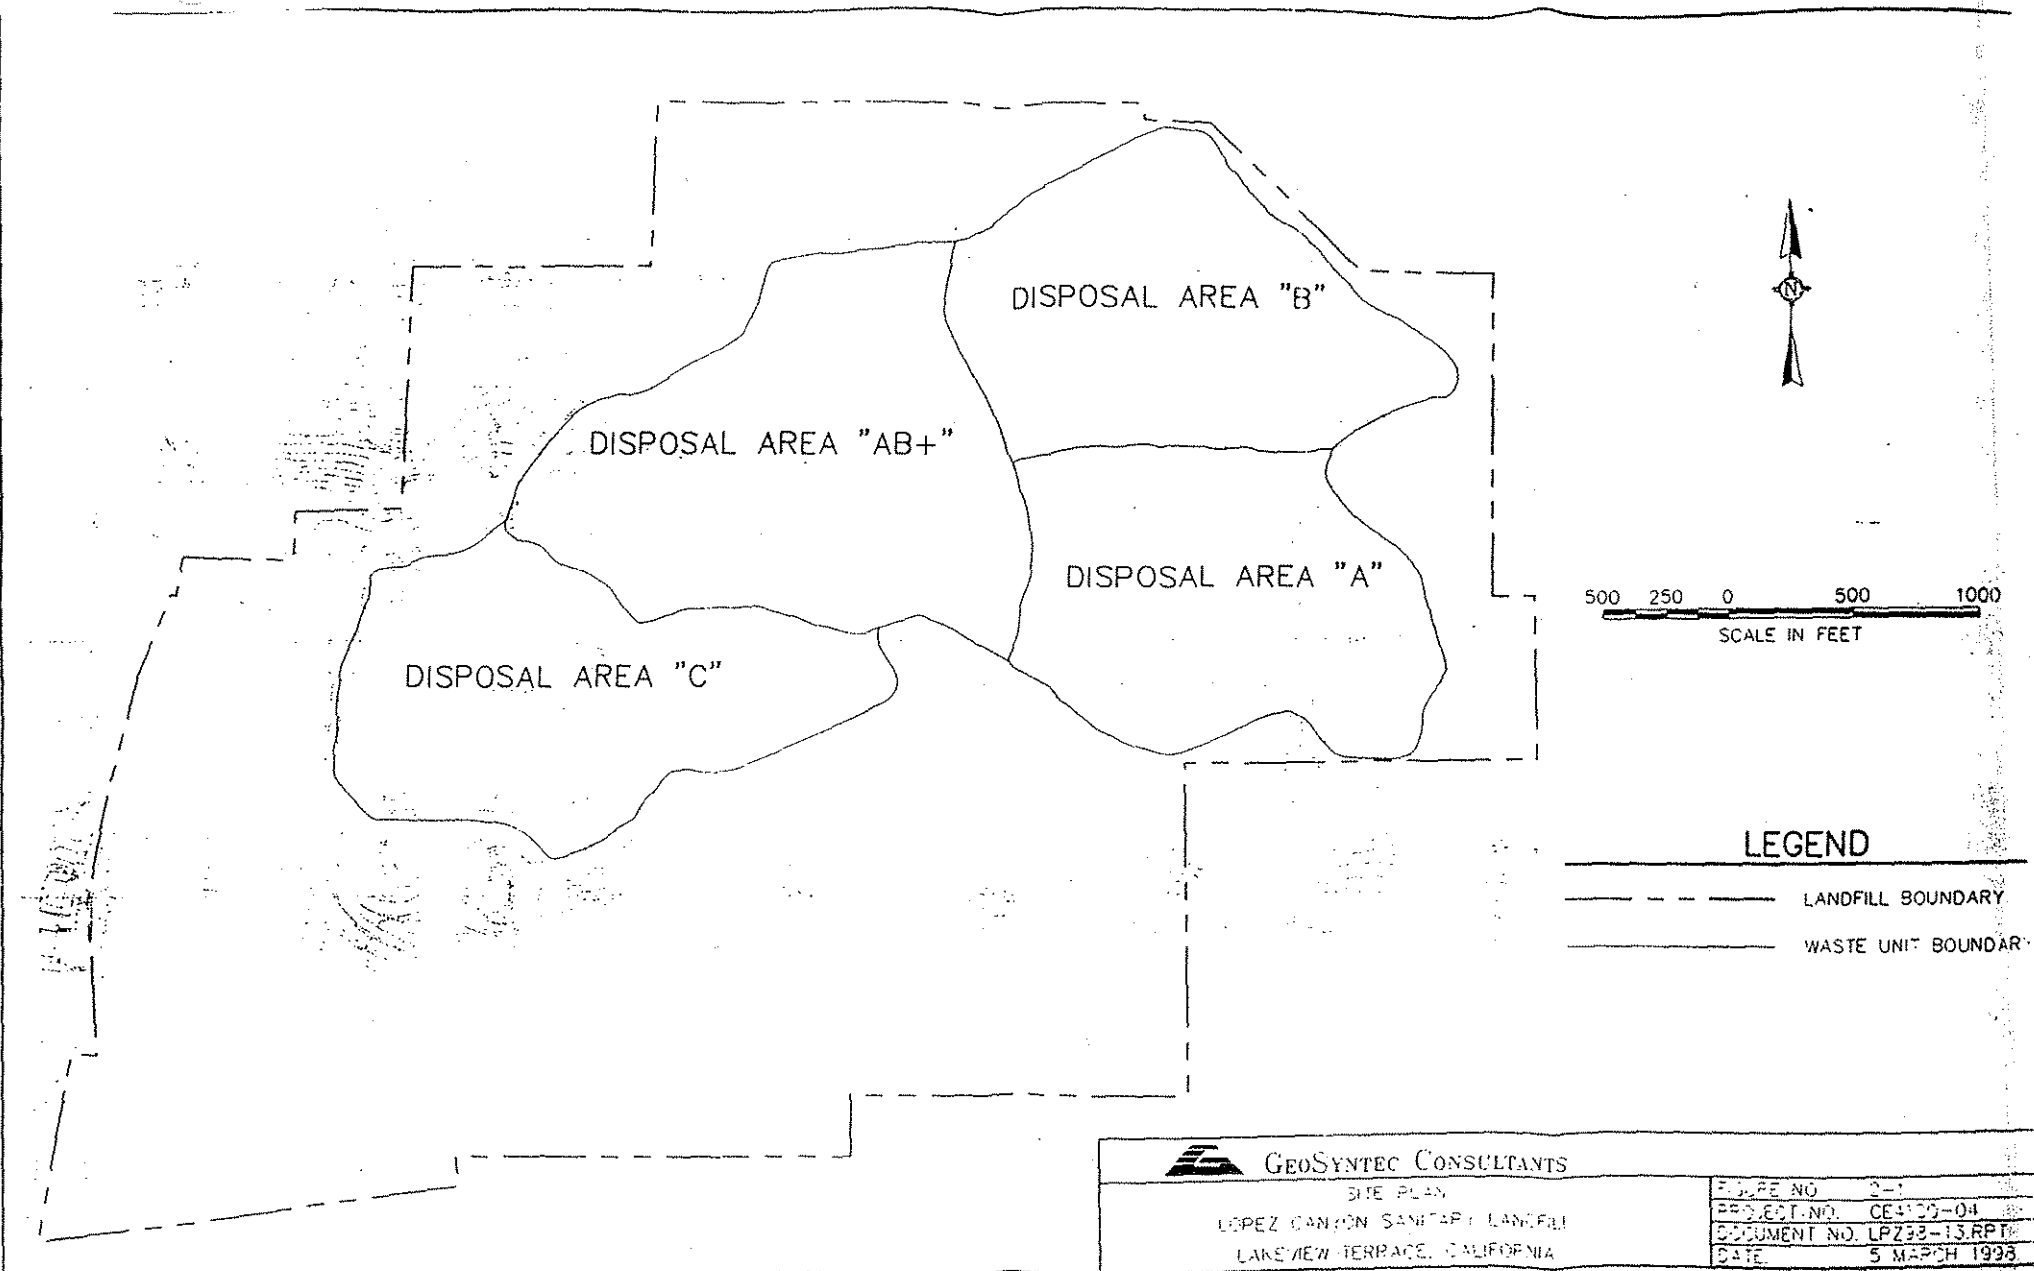 DISPOSAL AREA "B"
DISPOSAL AREA "AB+"
DISPOSAL AREA "A"
DISPOSAL AREA "C"
N
500 250 0 500 1000
SCALE IN FEET
LEGEND
LANDFILL BOUNDARY
WASTE UNIT BOUNDARY
GEOSYNTEC CONSULTANTS
SITE PLAN
LOPEZ CANYON SANITARY LANDFILL
LAKEVIEW TERRACE, CALIFORNIA
FIGURE NO. 2-1
PROJECT NO.
DOCUMENT NO.
DATE: 5 MARCH 1998